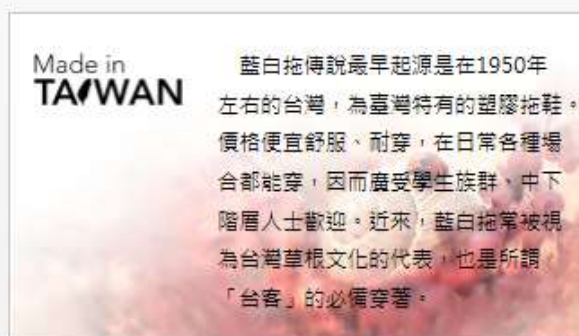 Made in
TAIWAN
藍白拖傳說最早起源是在1950年
左右的台灣，為臺灣特有的塑膠拖鞋。
價格便宜舒服、耐穿，在日常各種場
合都能穿，因而廣受學生族群、中下
階層人士歡迎。近來，藍白拖常被視
為台灣草根文化的代表，也是所謂
「台客」的必備穿著。